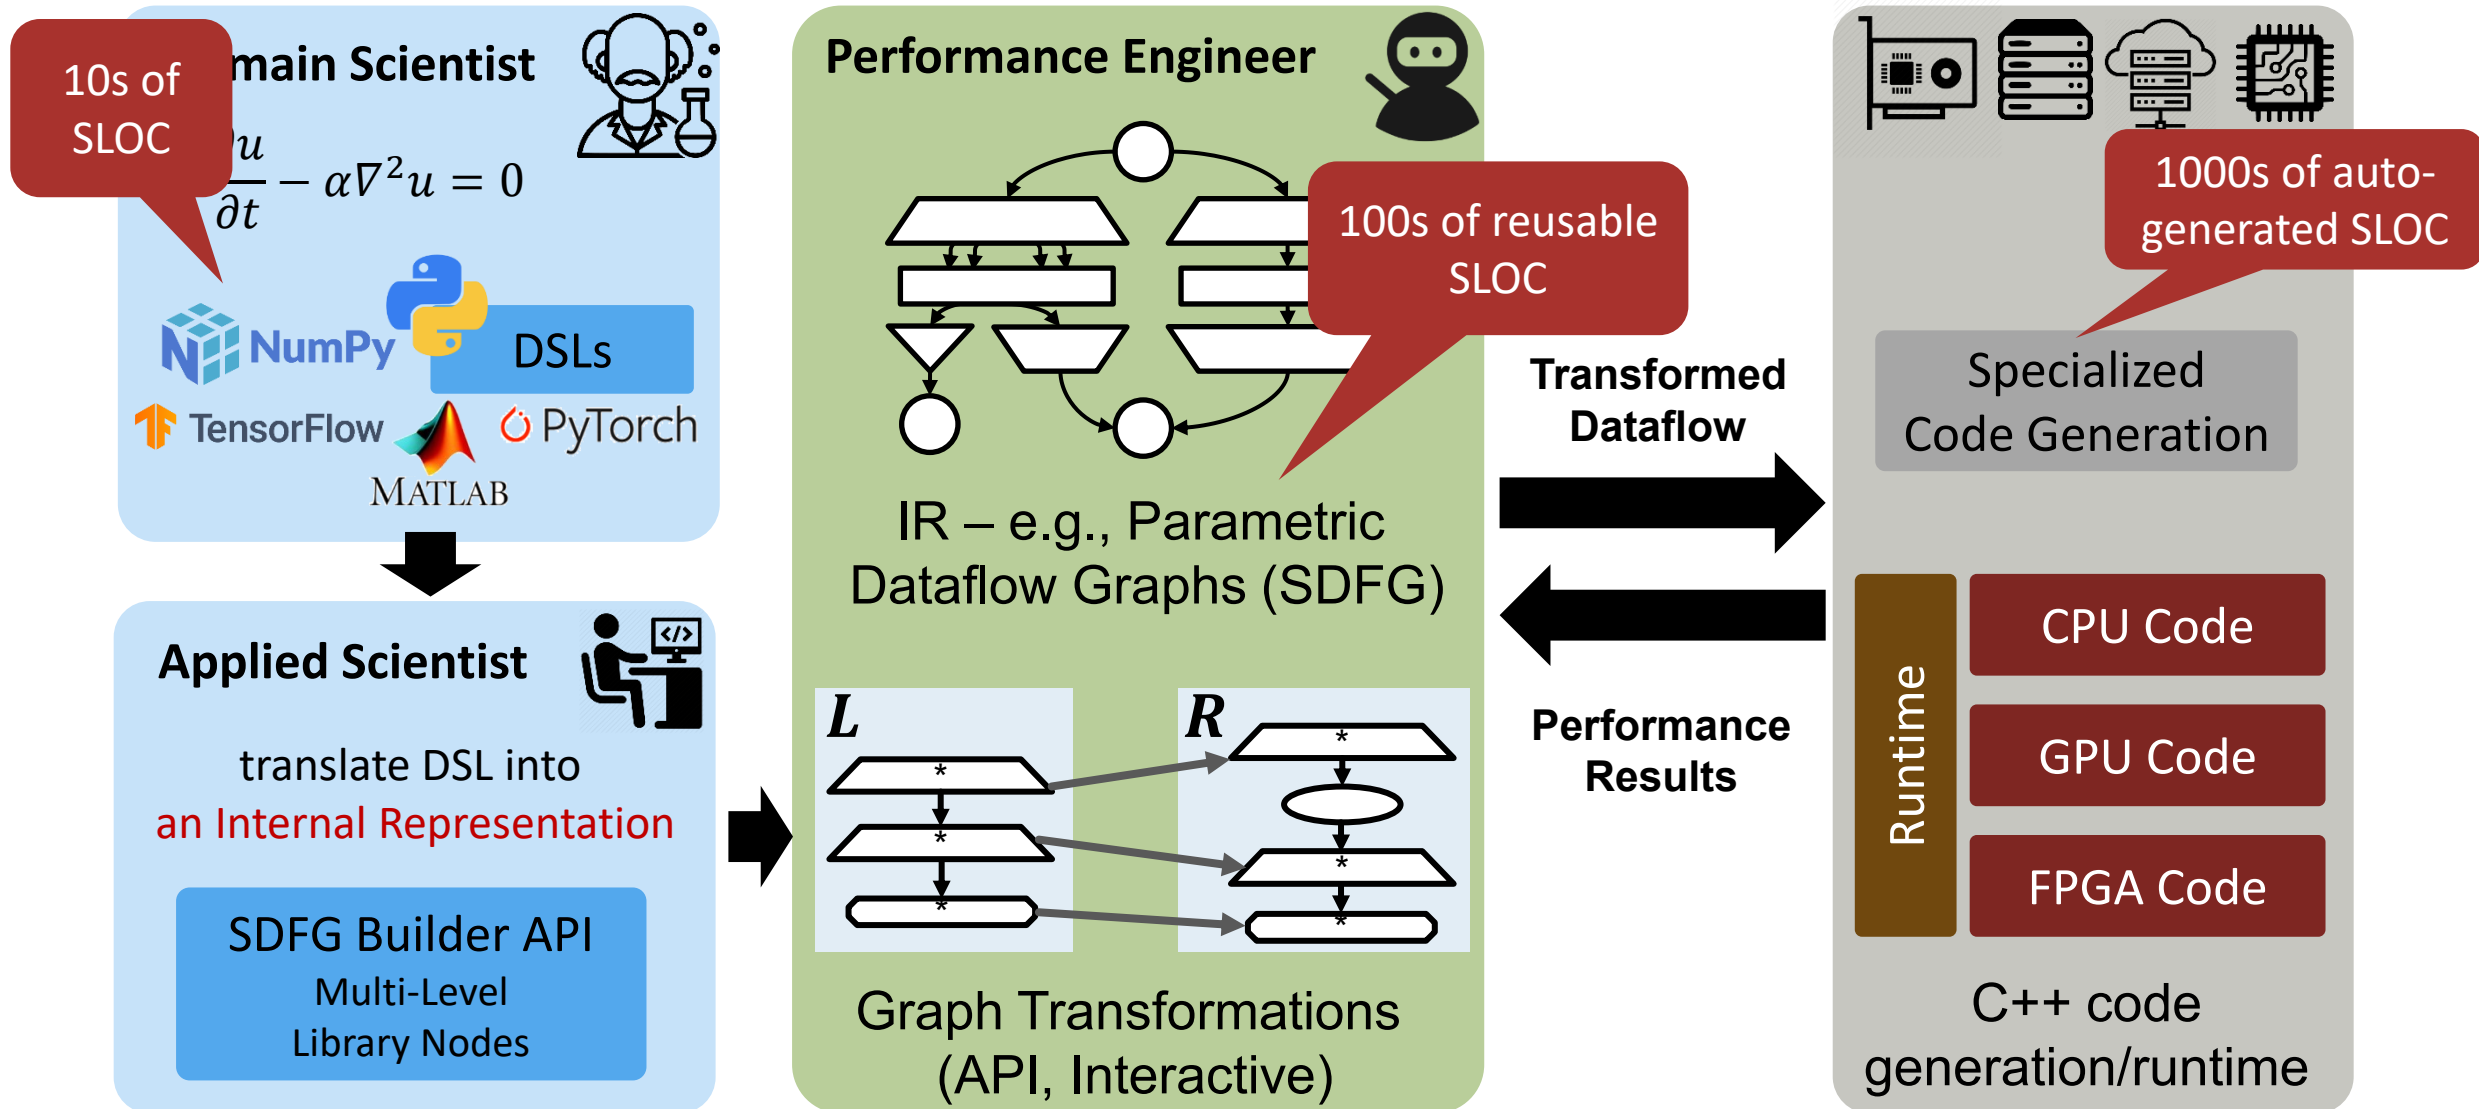 10s of
SLOC
main Scientist
∂u
∂t
− α∇²u = 0
NumPy
DSLs
TensorFlow
PyTorch
MATLAB
Applied Scientist
</>
translate DSL into
an Internal Representation
SDFG Builder API
Multi-Level
Library Nodes
Performance Engineer
100s of reusable
SLOC
IR – e.g., Parametric
Dataflow Graphs (SDFG)
L
R
*
*
*
*
*
*
Graph Transformations
(API, Interactive)
Transformed
Dataflow
Performance
Results
1000s of auto-
generated SLOC
Specialized
Code Generation
Runtime
CPU Code
GPU Code
FPGA Code
C++ code
generation/runtime